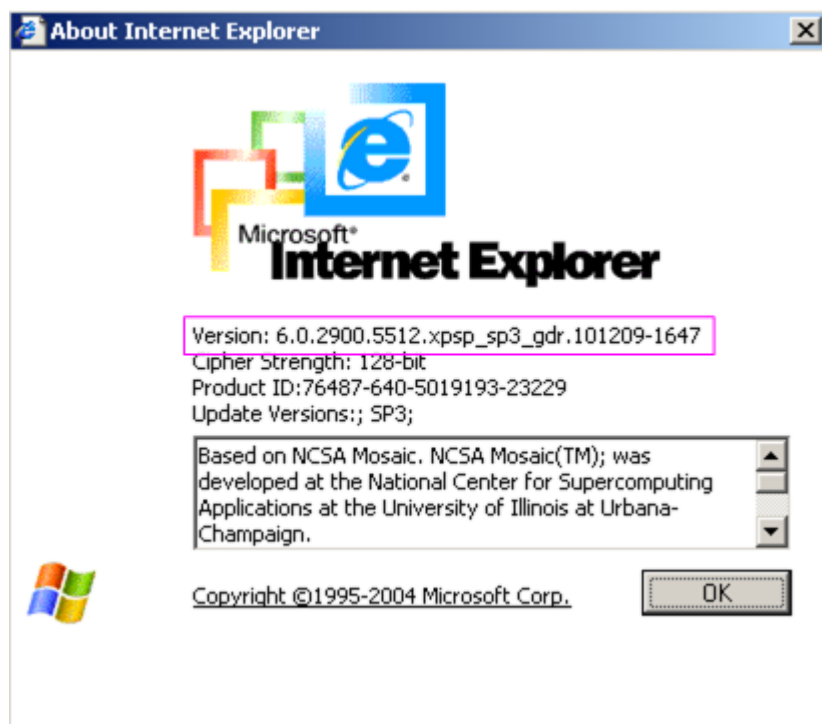 About Internet Explorer
Microsoft®
Internet Explorer
Version: 6.0.2900.5512.xpsp_sp3_gdr.101209-1647
Cipher Strength: 128-bit
Product ID:76487-640-5019193-23229
Update Versions:; SP3;
Based on NCSA Mosaic. NCSA Mosaic(TM); was
developed at the National Center for Supercomputing
Applications at the University of Illinois at Urbana-
Champaign.
Copyright ©1995-2004 Microsoft Corp.
OK